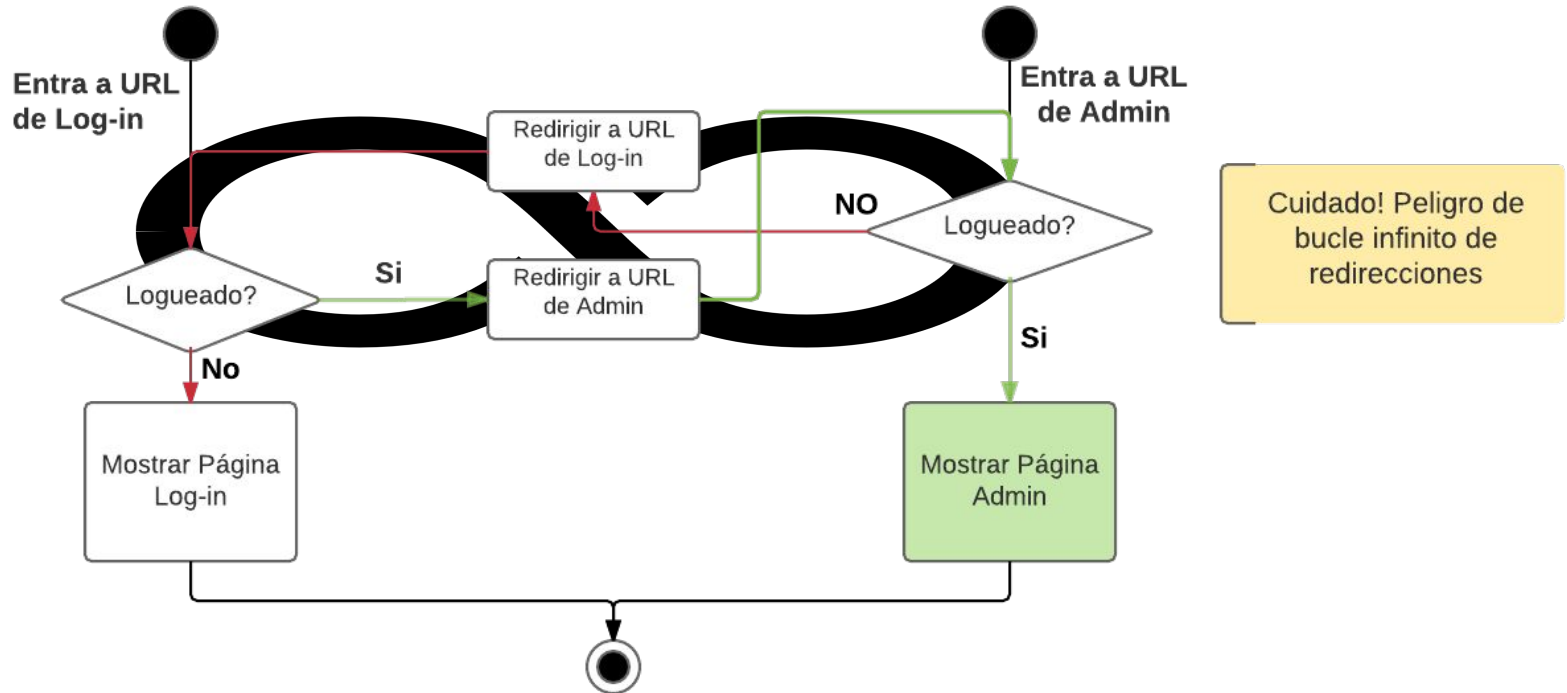 Entra a URL
de Log-in
Entra a URL
de Admin
Redirigir a URL
de Log-in
NO
Logueado?
Cuidado! Peligro de
bucle infinito de
redirecciones
Logueado?
Si
Redirigir a URL
de Admin
Si
No
Mostrar Página
Log-in
Mostrar Página
Admin